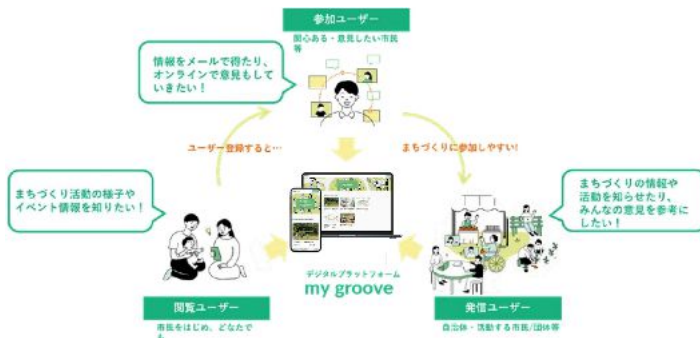 参加ユーザー
関心ある・意見したい市民
等
情報をメールで得たり、
オンラインで意見もして
いきたい！
ユーザー登録すると…
まちづくりに参加しやすい!
まちづくり活動の様子や
イベント情報を知りたい！
まちづくりの情報や
活動を知らせたり、
みんなの意見を参考に
したい！
デジタルプラットフォーム
my groove
閲覧ユーザー
市民をはじめ、どなたで
も
発信ユーザー
自治体・活動する市民/団体等